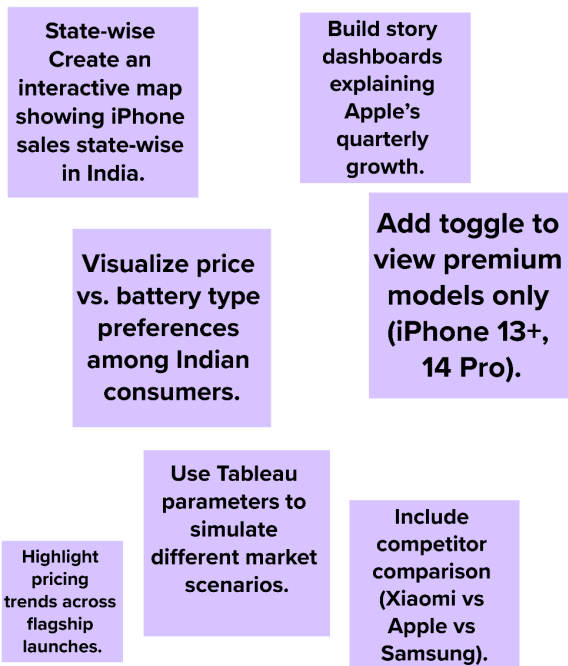 State-wise
Create an
interactive map
showing iPhone
sales state-wise
in India.
Build story
dashboards
explaining
Apple’s
quarterly
growth.
Add toggle to
view premium
models only
(iPhone 13+,
14 Pro).
Visualize price
vs. battery type
preferences
among Indian
consumers.
Use Tableau
parameters to
simulate
different market
scenarios.
Include
competitor
comparison
(Xiaomi vs
Apple vs
Samsung).
Highlight
pricing
trends across
flagship
launches.